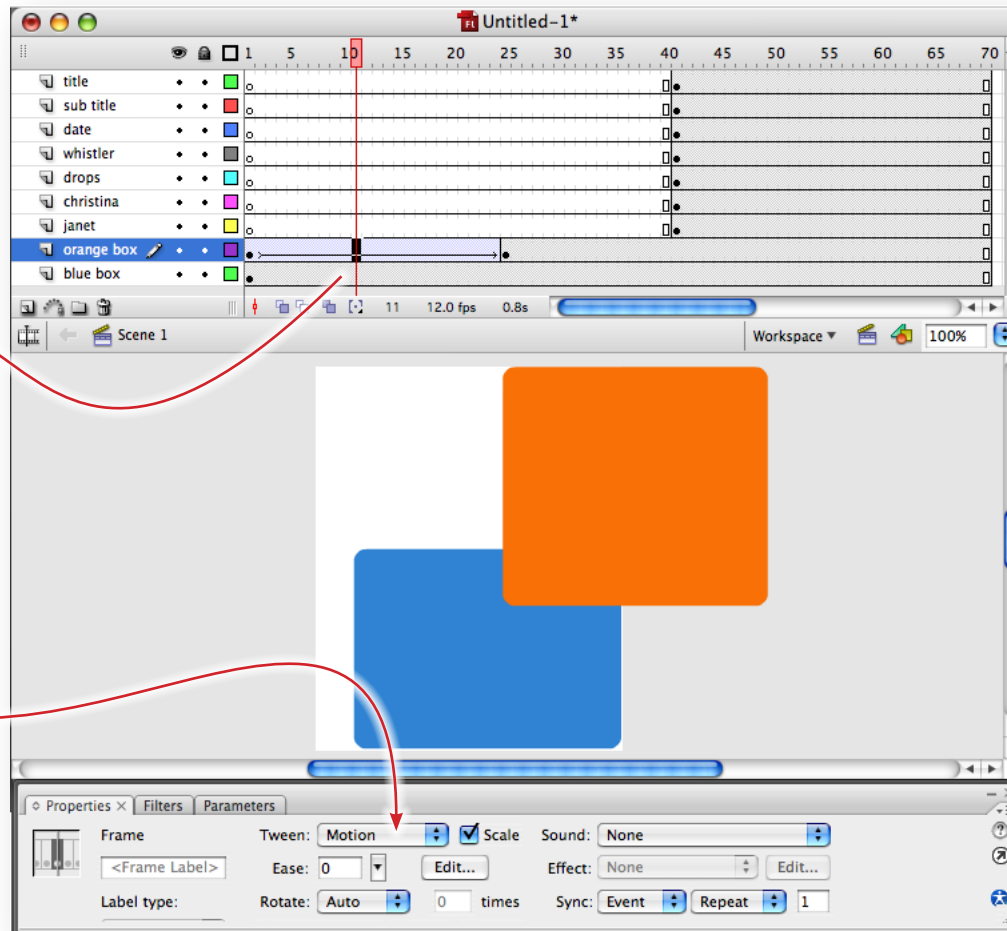 Untitled-1*
1 5 10 15 20 25 30 35 40 45 50 55 60 65 70
title
sub title
date
whistler
drops
christina
janet
orange box
blue box
11 12.0 fps 0.8s
Scene 1 Workspace 100%
Properties × Filters Parameters
Frame Tween: Motion Scale Sound: None
<Frame Label> Ease: 0 Edit... Effect: None Edit...
Label type: Rotate: Auto 0 times Sync: Event Repeat 1